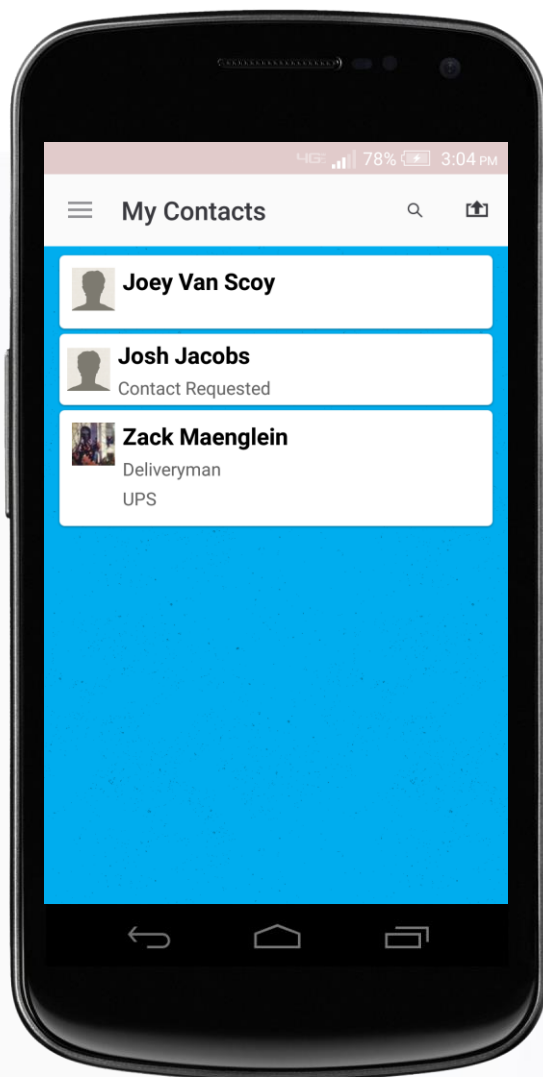 4G 78% 3:04 PM
My Contacts
Joey Van Scoy
Josh Jacobs
Contact Requested
Zack Maenglein
Deliveryman
UPS